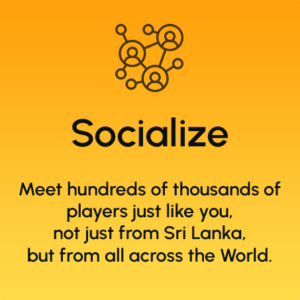 Socialize
Meet hundreds of thousands of
players just like you,
not just from Sri Lanka,
but from all across the World.